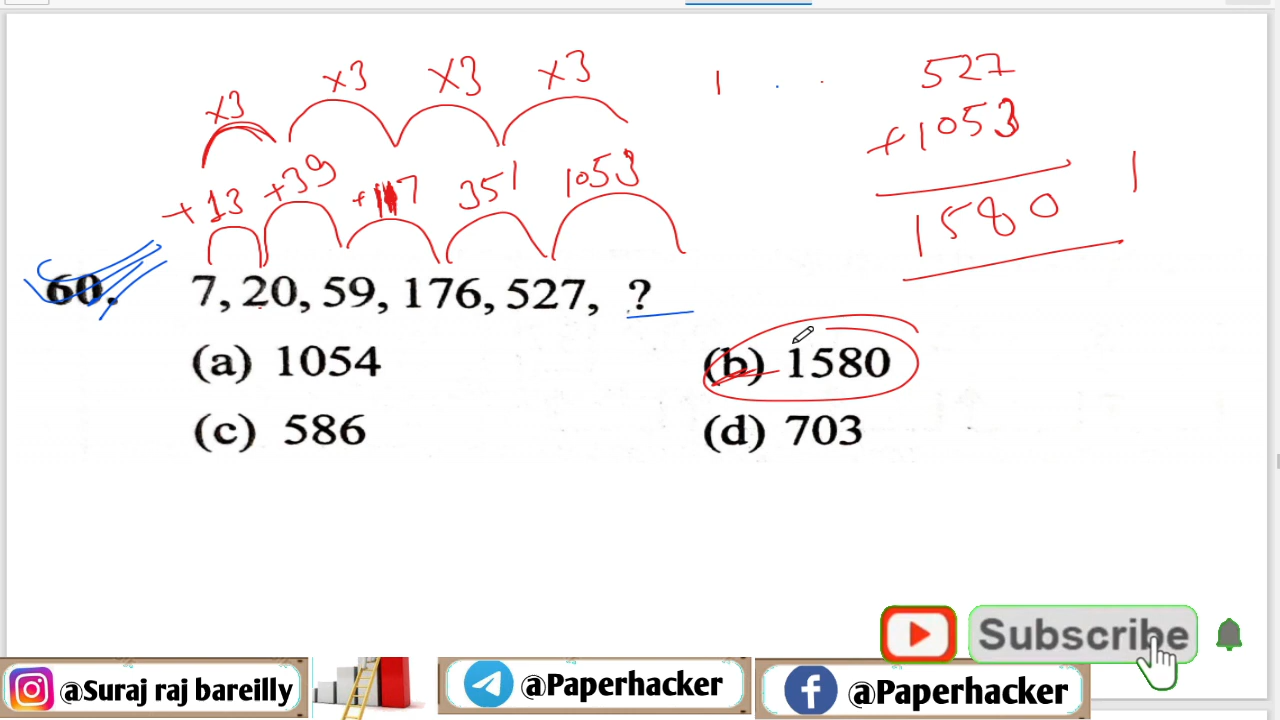 ×3 ×3 ×3 ×3
+13 +39 +117 351 1053
527
+1053
1580
60. 7, 20, 59, 176, 527, ?
(a) 1054 (b) 1580
(c) 586 (d) 703
Subscribe
@Suraj raj bareilly @Paperhacker @Paperhacker